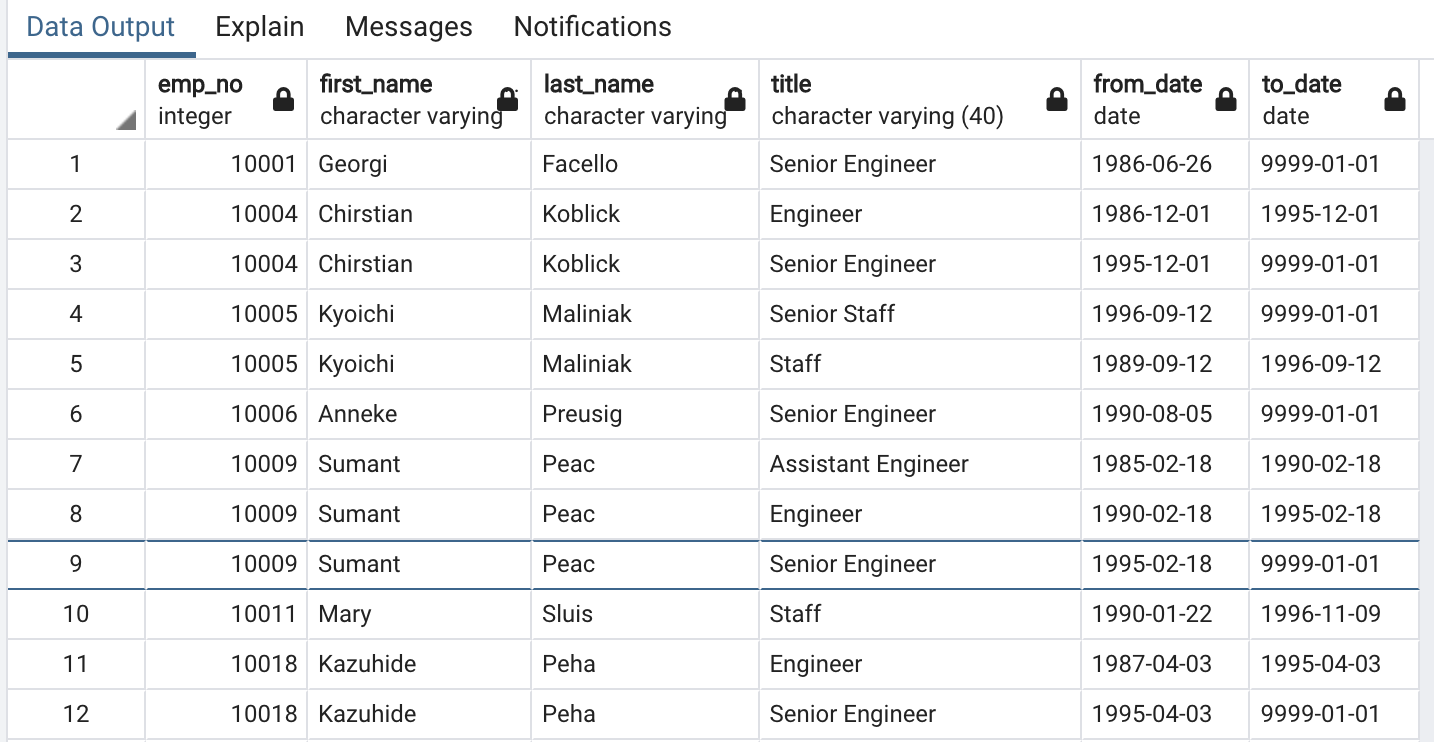 Data Output Explain Messages Notifications
emp_no first_name last_name title from_date to_date
integer character varying character varying character varying (40) date date
1 10001 Georgi Facello Senior Engineer 1986-06-26 9999-01-01
2 10004 Chirstian Koblick Engineer 1986-12-01 1995-12-01
3 10004 Chirstian Koblick Senior Engineer 1995-12-01 9999-01-01
4 10005 Kyoichi Maliniak Senior Staff 1996-09-12 9999-01-01
5 10005 Kyoichi Maliniak Staff 1989-09-12 1996-09-12
6 10006 Anneke Preusig Senior Engineer 1990-08-05 9999-01-01
7 10009 Sumant Peac Assistant Engineer 1985-02-18 1990-02-18
8 10009 Sumant Peac Engineer 1990-02-18 1995-02-18
9 10009 Sumant Peac Senior Engineer 1995-02-18 9999-01-01
10 10011 Mary Sluis Staff 1990-01-22 1996-11-09
11 10018 Kazuhide Peha Engineer 1987-04-03 1995-04-03
12 10018 Kazuhide Peha Senior Engineer 1995-04-03 9999-01-01